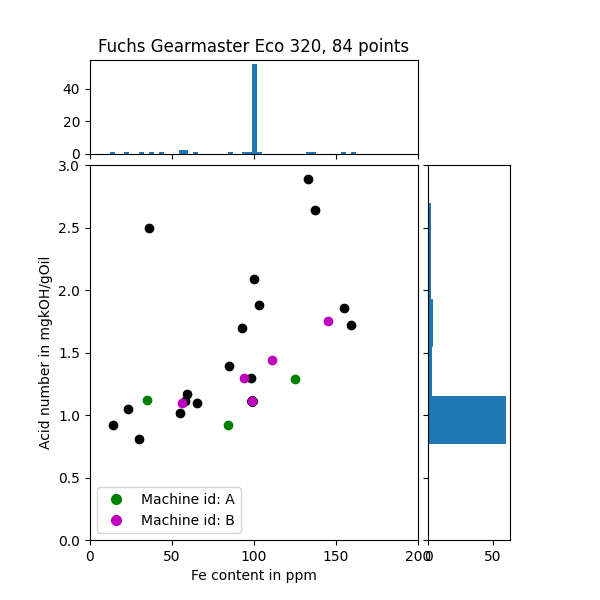 Fuchs Gearmaster Eco 320, 84 points
40
20
0
3.0
2.5
2.0
1.5
1.0
0.5
0.0
Acid number in mgkOH/gOil
Machine id: A
Machine id: B
0 50 100 150 200 0 50
Fe content in ppm